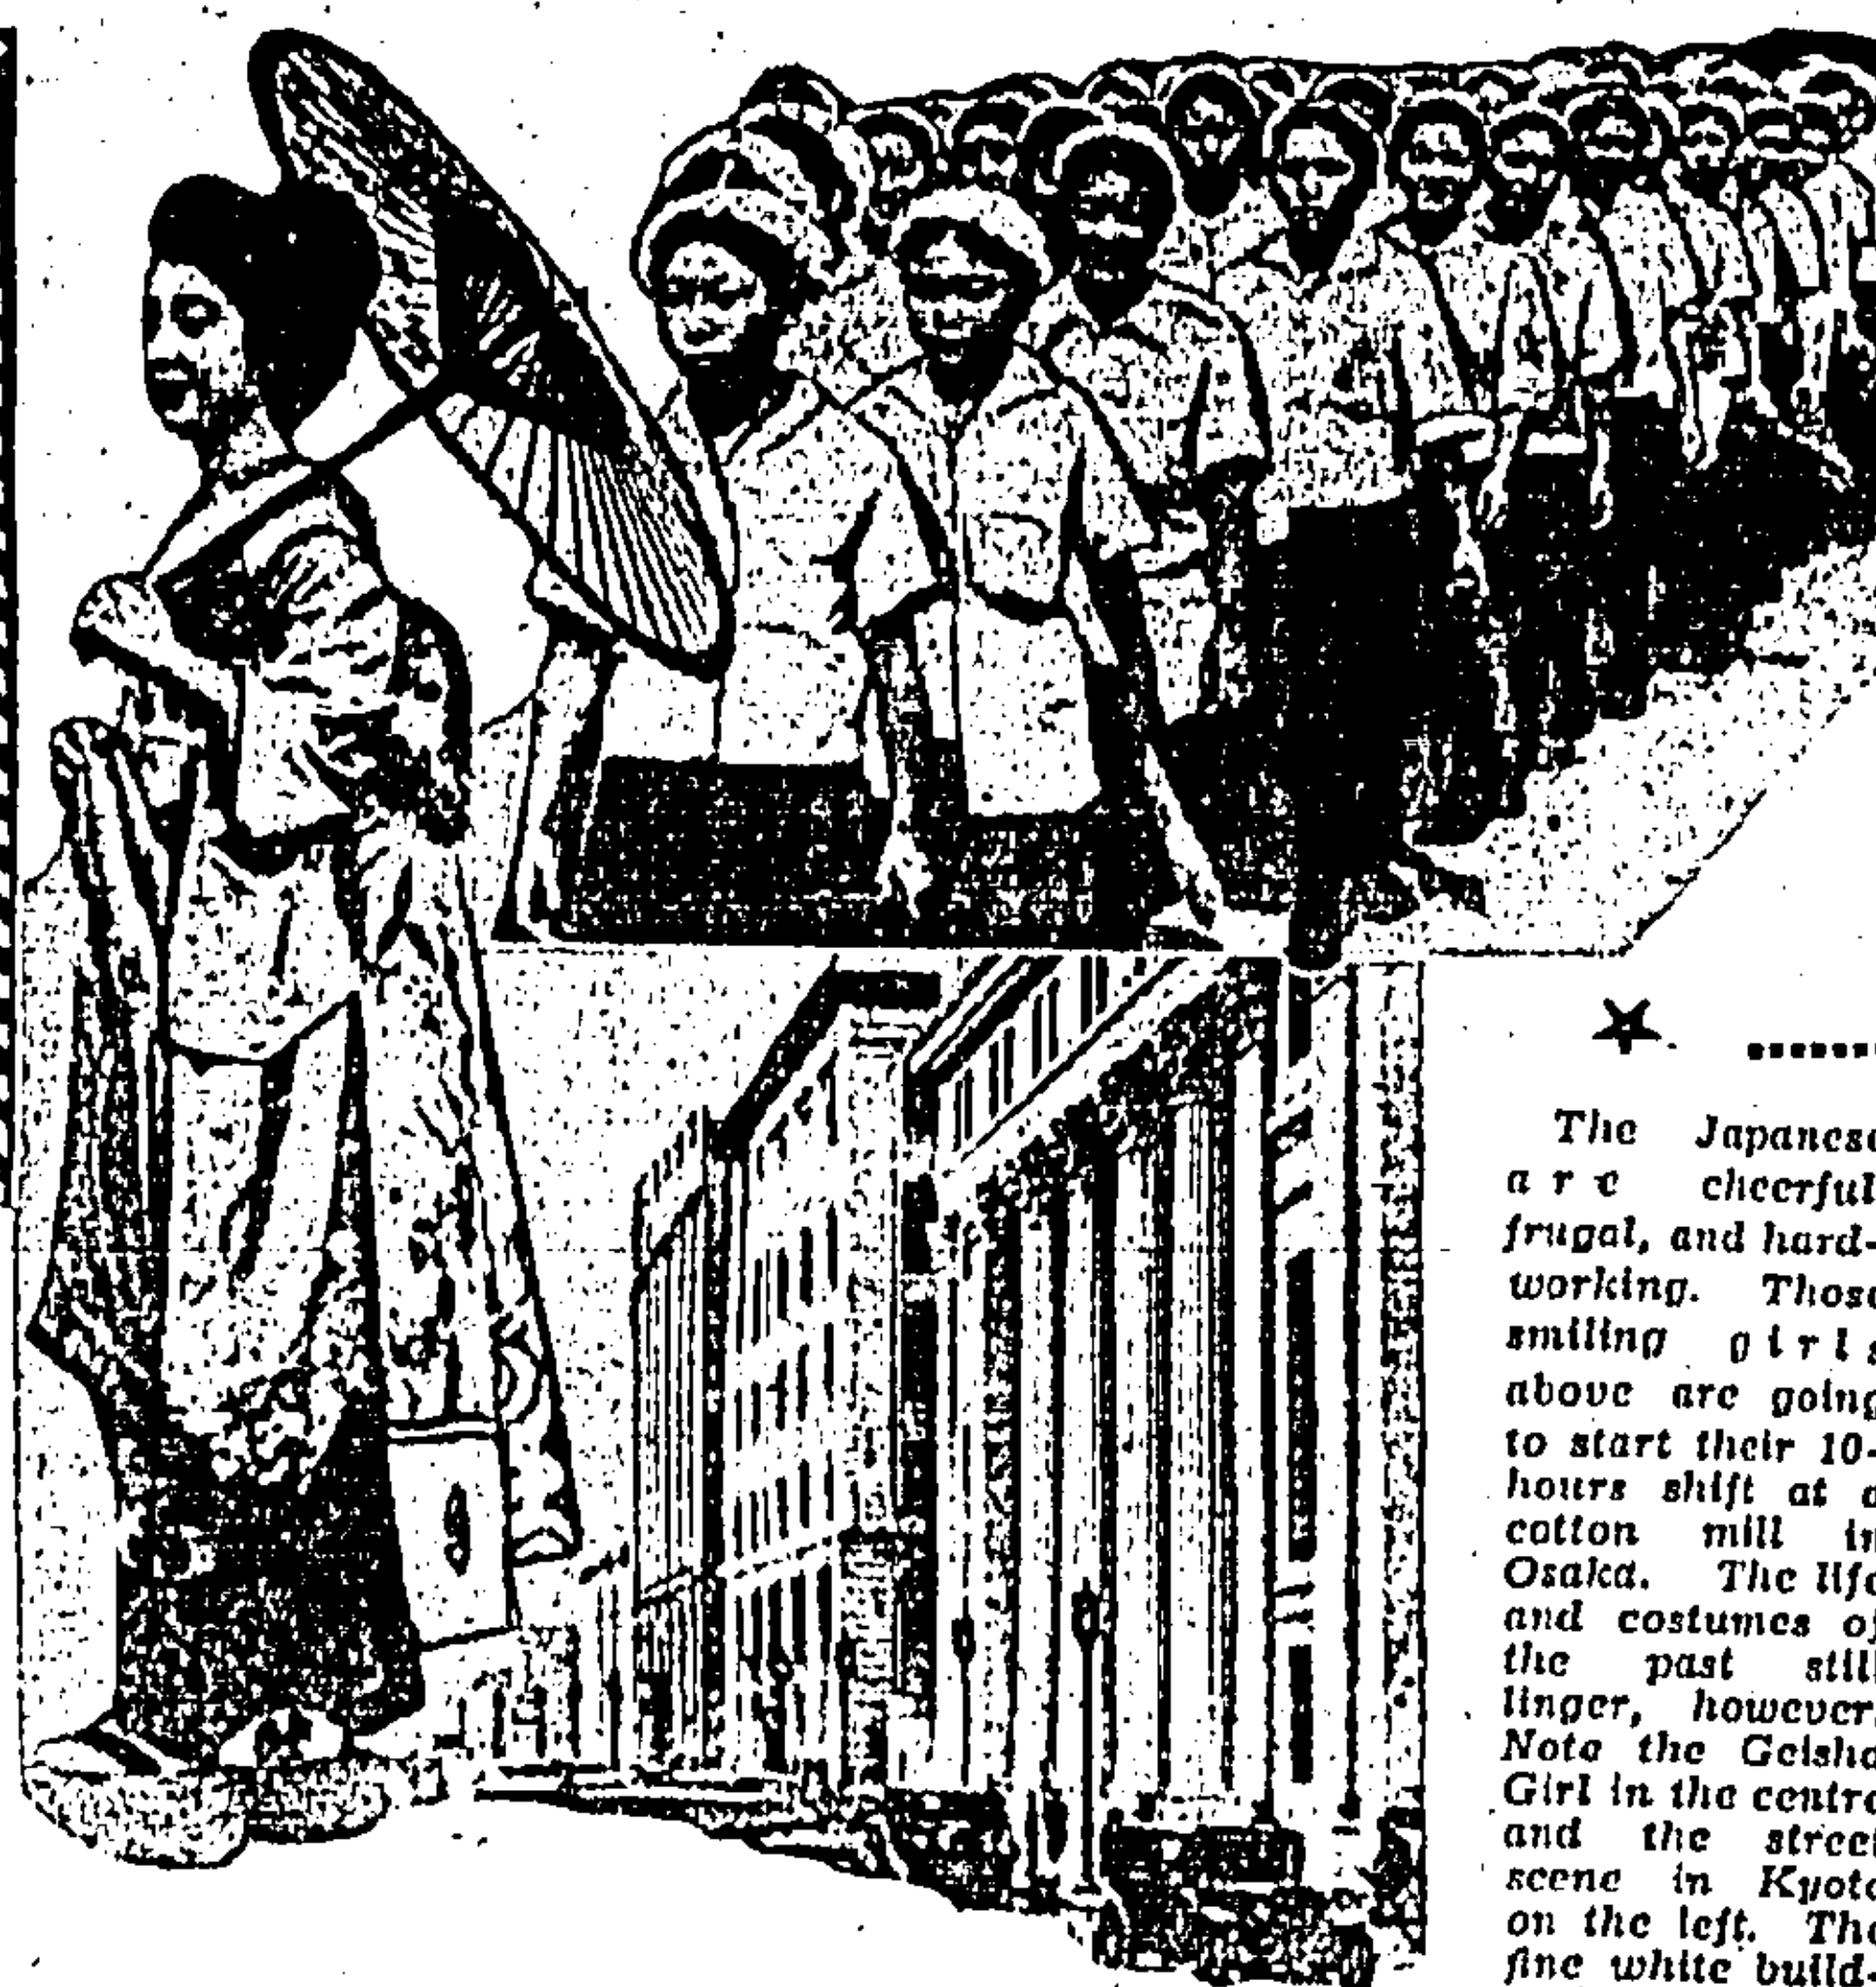 The Japanese
are cheerful,
frugal, and hard-
working. Those
smiling girls
above are going
to start their 10-
hours shift at a
cotton mill in
Osaka. The life
and costumes of
the past still
linger, however.
Note the Geisha
Girl in the centre
and the street
scene in Kyoto
on the left. The
fine white build-